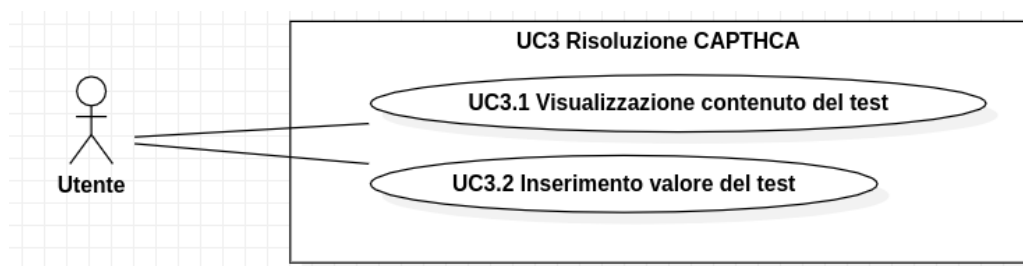 UC3 Risoluzione CAPTHCA
UC3.1 Visualizzazione contenuto del test
UC3.2 Inserimento valore del test
Utente